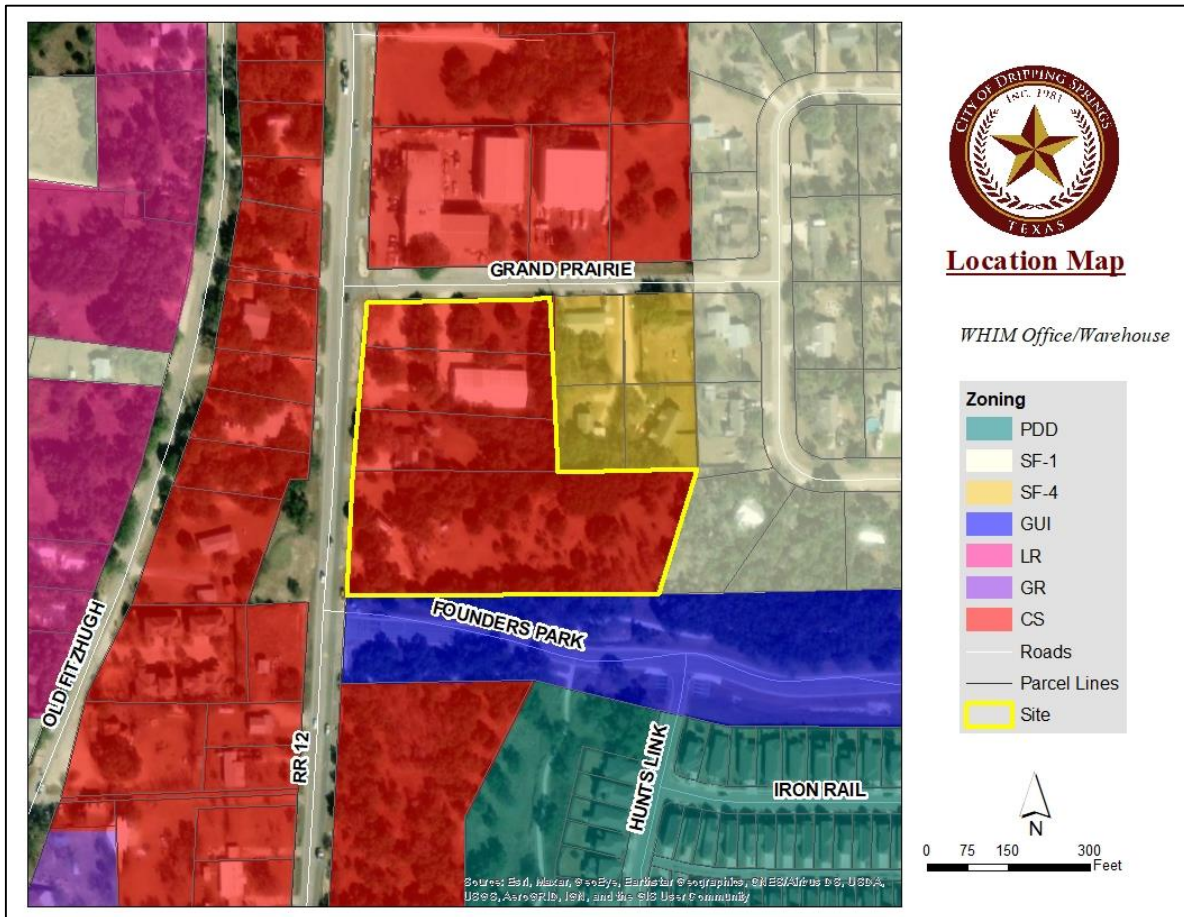 GRAND PRAIRIE
FOUNDERS PARK
OLD FITZHUGH
RR 12
HUNTS LINK
IRON RAIL
Source: Esri, Maxar, GeoEye, Earthstar Geographics, CNES/Airbus DS, USDA,
USGS, AeroGRID, IGN, and the GIS User Community
CITY OF DRIPPING SPRINGS
INC. 1981
TEXAS
Location Map
WHIM Office/Warehouse
Zoning
PDD
SF-1
SF-4
GUI
LR
GR
CS
Roads
Parcel Lines
Site
N
0 75 150 300
Feet